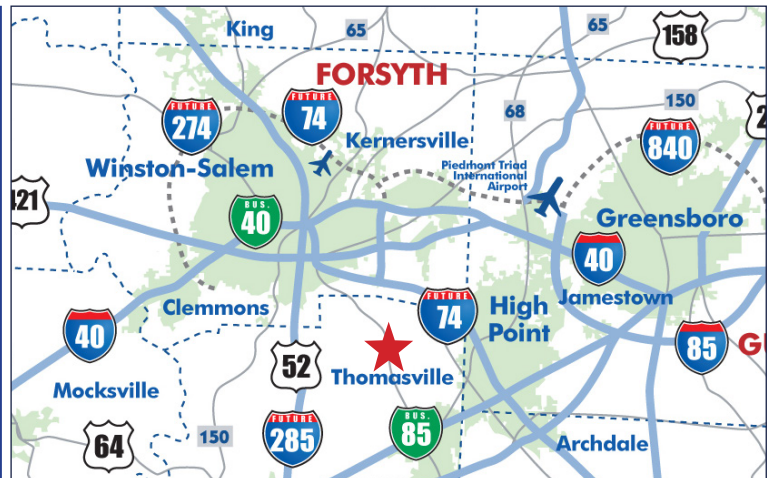 King
65
65
158
FORSYTH
FUTURE
274
FUTURE
74
68
150
Kernersville
FUTURE
840
Winston-Salem
Piedmont Triad
International
Airport
421
BUS.
40
Greensboro
40
Clemmons
FUTURE
74
High
Point
Jamestown
40
52
85
Thomasville
Mocksville
64
150
FUTURE
285
BUS.
85
Archdale